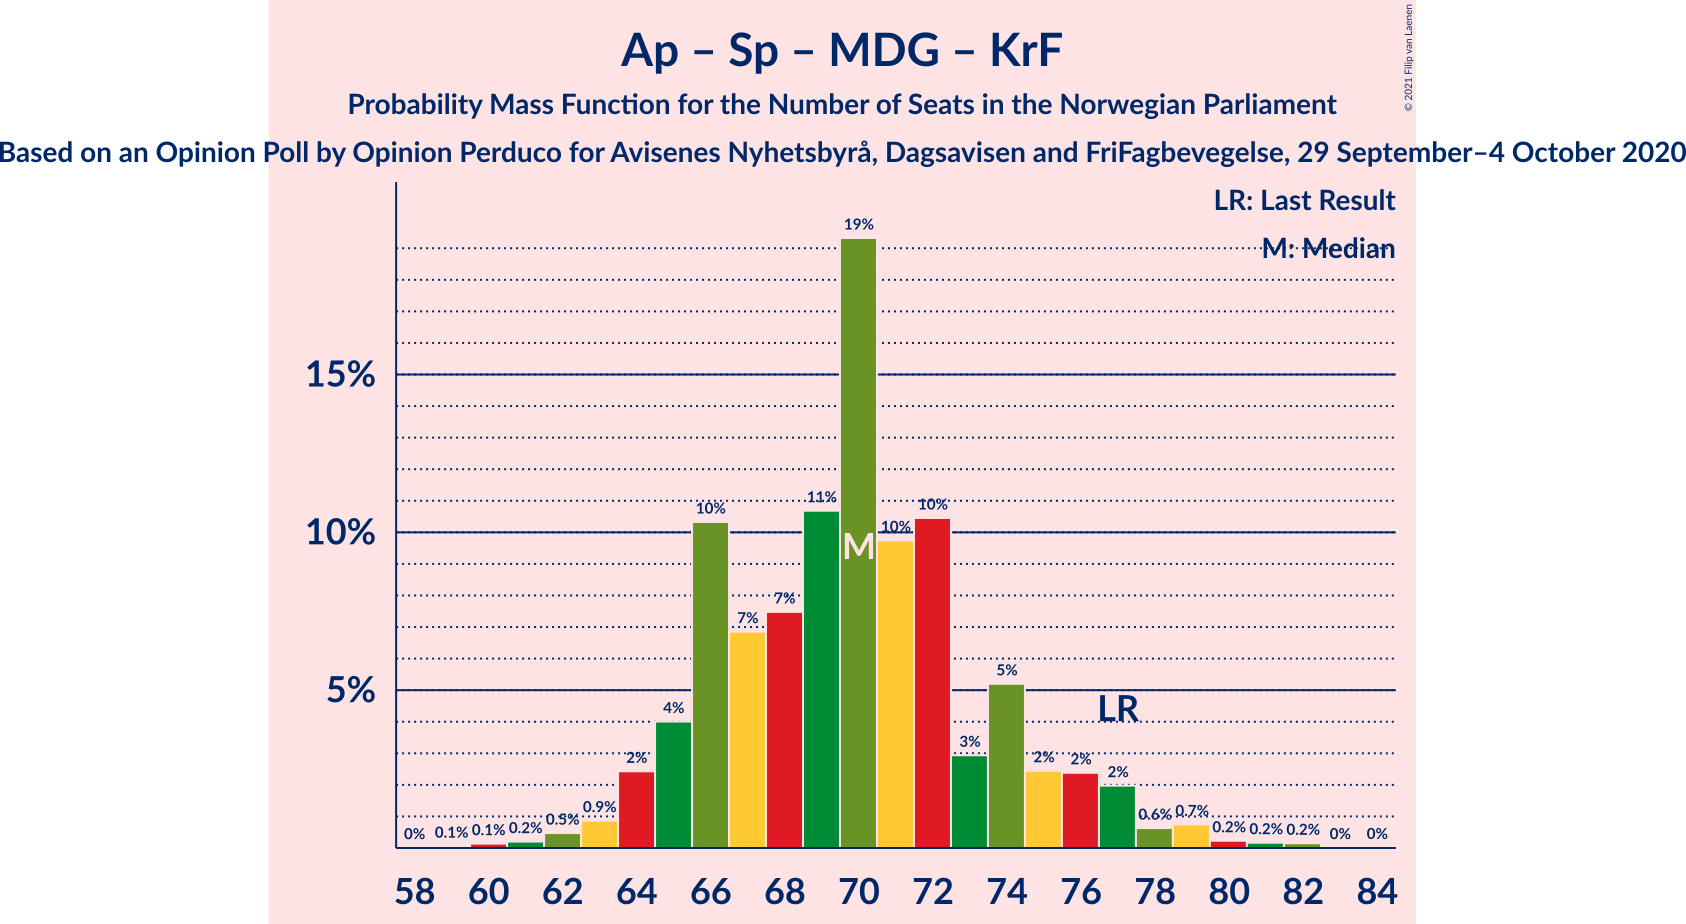 Ap – Sp – MDG – KrF
© 2021 Filip van Laenen
Probability Mass Function for the Number of Seats in the Norwegian Parliament
Based on an Opinion Poll by Opinion Perduco for Avisenes Nyhetsbyrå, Dagsavisen and FriFagbevegelse, 29 September–4 October 2020
LR: Last Result
M: Median
15%
10%
5%
0% 0.1% 0.1% 0.2% 0.5% 0.9% 2% 4% 10% 7% 7% 11% 19% 10% 10% 3% 5% 2% 2% 2% 0.6% 0.7% 0.2% 0.2% 0.2% 0% 0%
M
LR
58 60 62 64 66 68 70 72 74 76 78 80 82 84